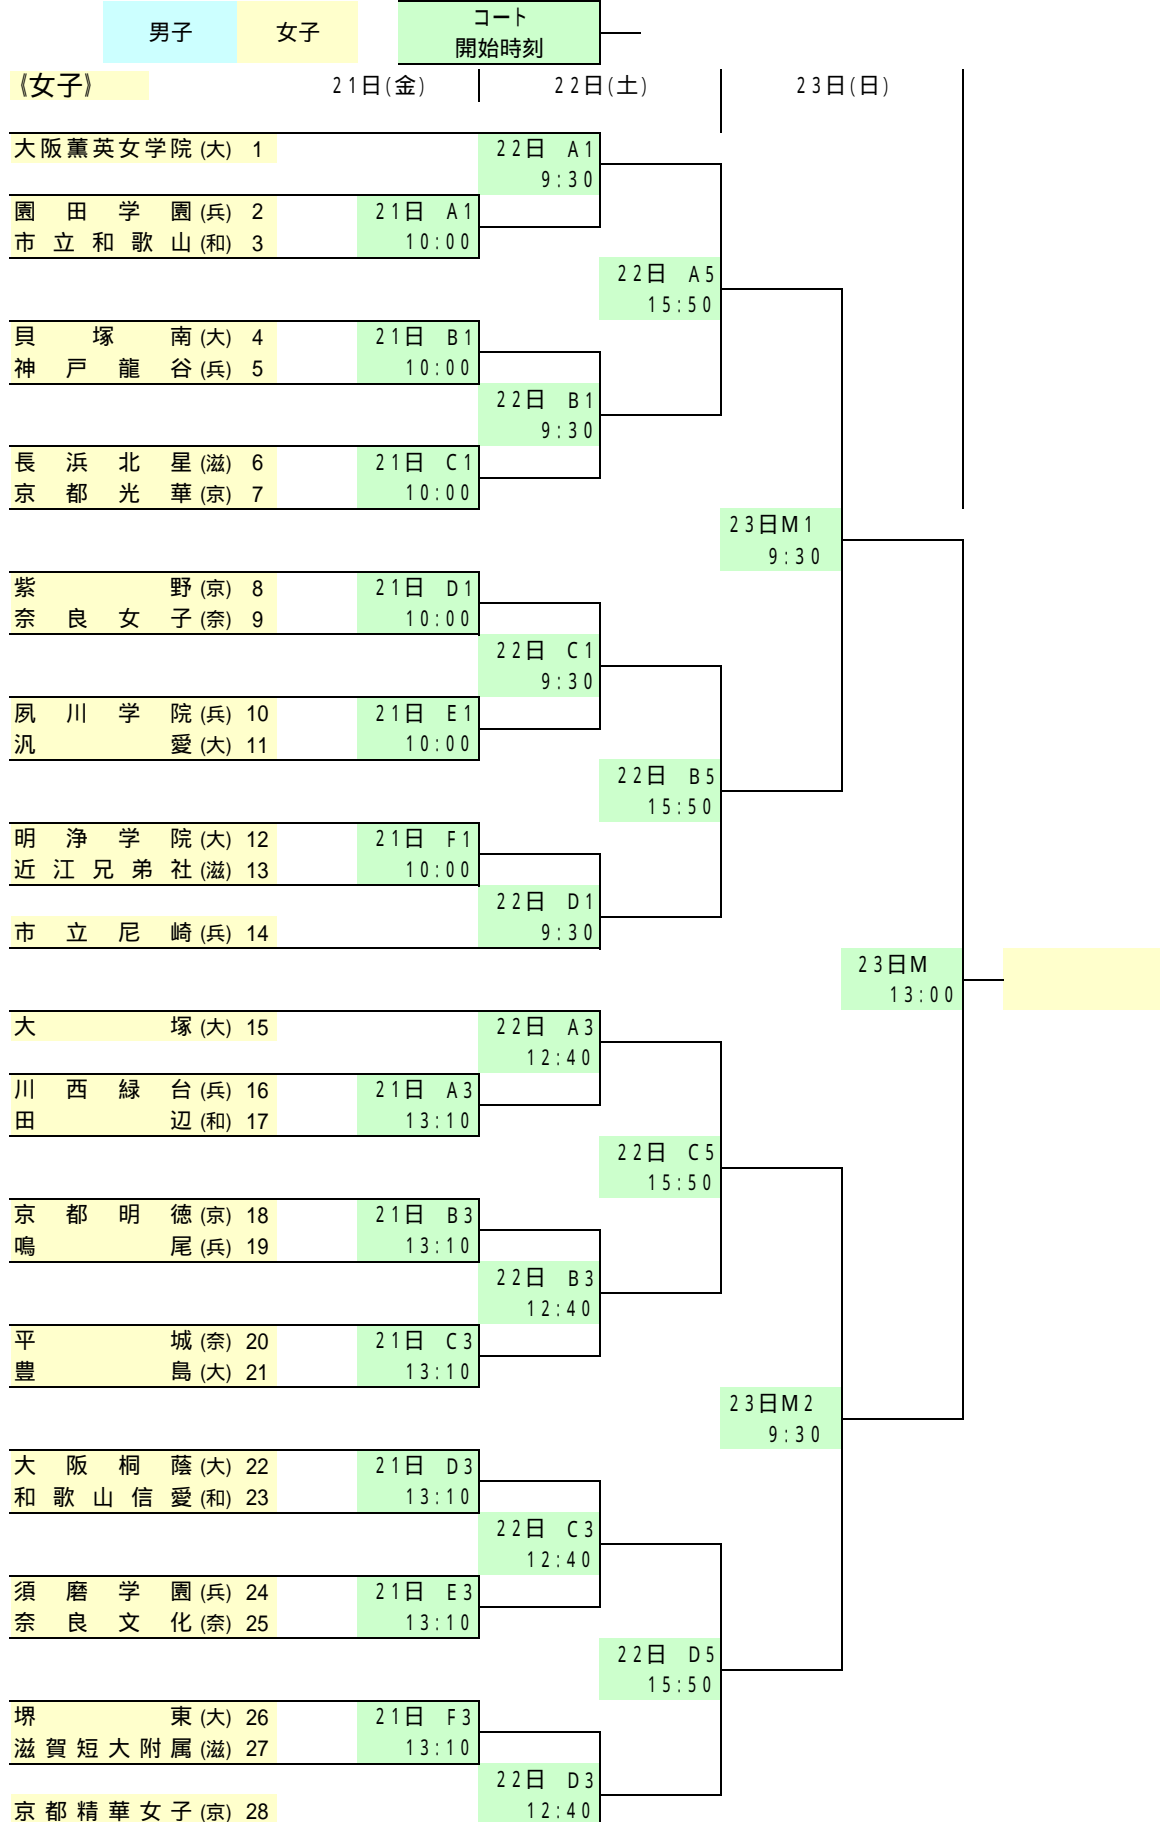 男子 女子 コート
開始時刻
《女子》 21日(金) 22日(土) 23日(日)
大阪薫英女学院(大) 1 22日 A1
9:30
園田学園(兵) 2 21日 A1
市立和歌山(和) 3 10:00
22日 A5
15:50
貝塚南(大) 4 21日 B1
神戸龍谷(兵) 5 10:00
22日 B1
9:30
長浜北星(滋) 6 21日 C1
京都光華(京) 7 10:00
23日M1
9:30
紫野(京) 8 21日 D1
奈良女子(奈) 9 10:00
22日 C1
9:30
夙川学院(兵) 10 21日 E1
汎愛(大) 11 10:00
22日 B5
15:50
明浄学院(大) 12 21日 F1
近江兄弟社(滋) 13 10:00
22日 D1
市立尼崎(兵) 14 9:30
23日M
13:00
大塚(大) 15 22日 A3
12:40
川西緑台(兵) 16 21日 A3
田辺(和) 17 13:10
22日 C5
15:50
京都明徳(京) 18 21日 B3
鳴尾(兵) 19 13:10
22日 B3
12:40
平城(奈) 20 21日 C3
豊島(大) 21 13:10
23日M2
9:30
大阪桐蔭(大) 22 21日 D3
和歌山信愛(和) 23 13:10
22日 C3
12:40
須磨学園(兵) 24 21日 E3
奈良文化(奈) 25 13:10
22日 D5
15:50
堺東(大) 26 21日 F3
滋賀短大附属(滋) 27 13:10
22日 D3
京都精華女子(京) 28 12:40